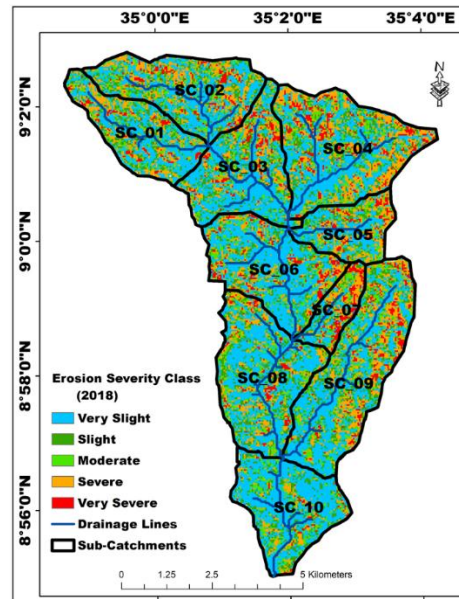 35°0'0"E 35°2'0"E 35°4'0"E
N
9°2'0"N
9°0'0"N
8°58'0"N
8°56'0"N
SC_02
SC_01
SC_04
SC_03
SC_05
SC_06
SC_07
SC_08
SC_09
SC_10
Erosion Severity Class
(2018)
Very Slight
Slight
Moderate
Severe
Very Severe
Drainage Lines
Sub-Catchments
0 1.25 2.5 5 Kilometers